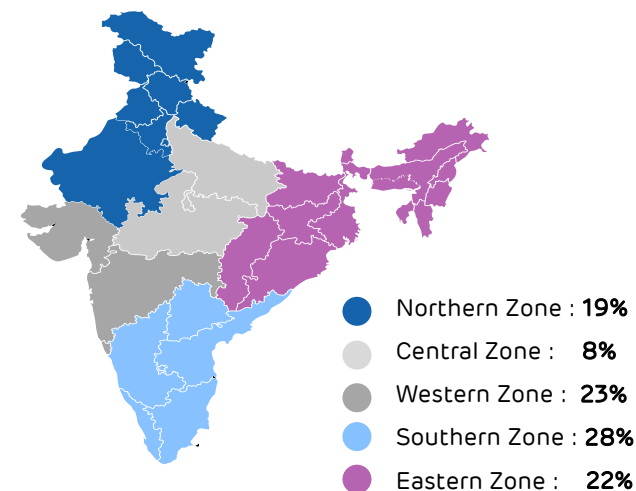 Northern Zone : 19%
Central Zone : 8%
Western Zone : 23%
Southern Zone : 28%
Eastern Zone : 22%